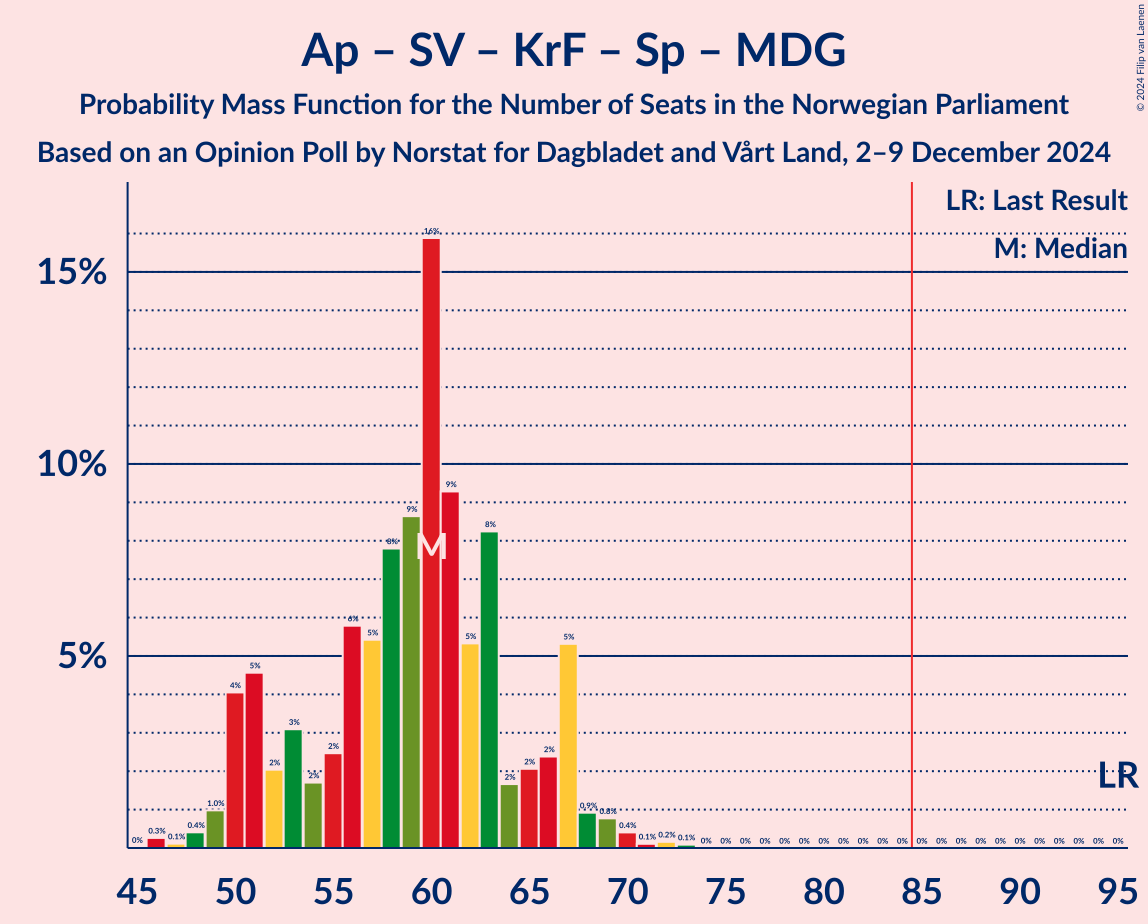 Ap – SV – KrF – Sp – MDG
Probability Mass Function for the Number of Seats in the Norwegian Parliament
Based on an Opinion Poll by Norstat for Dagbladet and Vårt Land, 2–9 December 2024
© 2024 Filip van Laenen
LR: Last Result
M: Median
15%
10%
5%
0% 0.3% 0.1% 0.4% 1.0% 4% 5% 2% 3% 2% 2% 6% 5% 8% 9% 16% 9% 5% 8% 2% 2% 2% 5% 0.9% 0.8% 0.4% 0.1% 0.2% 0.1% 0% 0% 0% 0% 0% 0% 0% 0% 0% 0% 0% 0% 0% 0% 0% 0% 0% 0% 0% 0% 0% 0%
M
LR
45 50 55 60 65 70 75 80 85 90 95